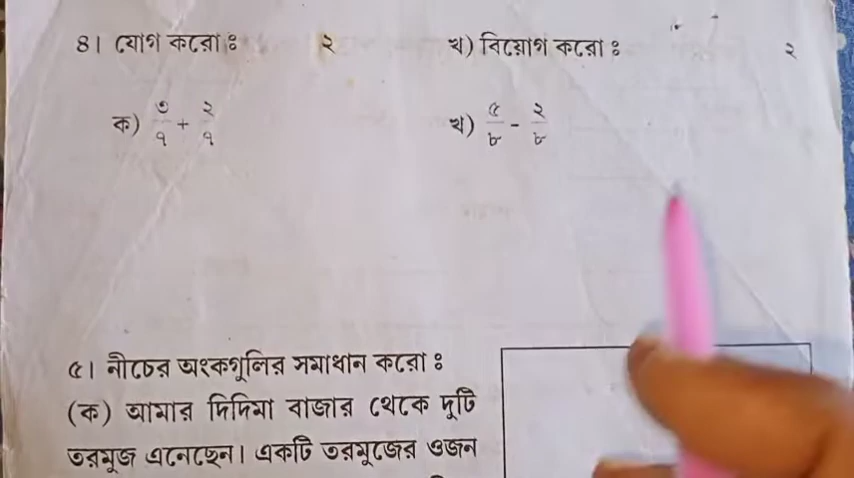 ৪। যোগ করো ঃ ২ খ) বিয়োগ করো ঃ ২
ক) ৩/৭ + ২/৭ খ) ৫/৮ - ২/৮
৫। নীচের অংকগুলির সমাধান করো ঃ
(ক) আমার দিদিমা বাজার থেকে দুটি
তরমুজ এনেছেন। একটি তরমুজের ওজন